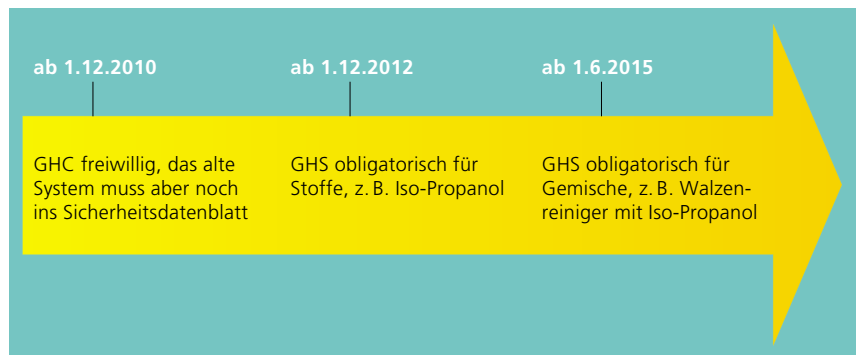 ab 1.12.2010
GHC freiwillig, das alte
System muss aber noch
ins Sicherheitsdatenblatt
ab 1.12.2012
GHS obligatorisch für
Stoffe, z. B. Iso-Propanol
ab 1.6.2015
GHS obligatorisch für
Gemische, z. B. Walzen-
reiniger mit Iso-Propanol